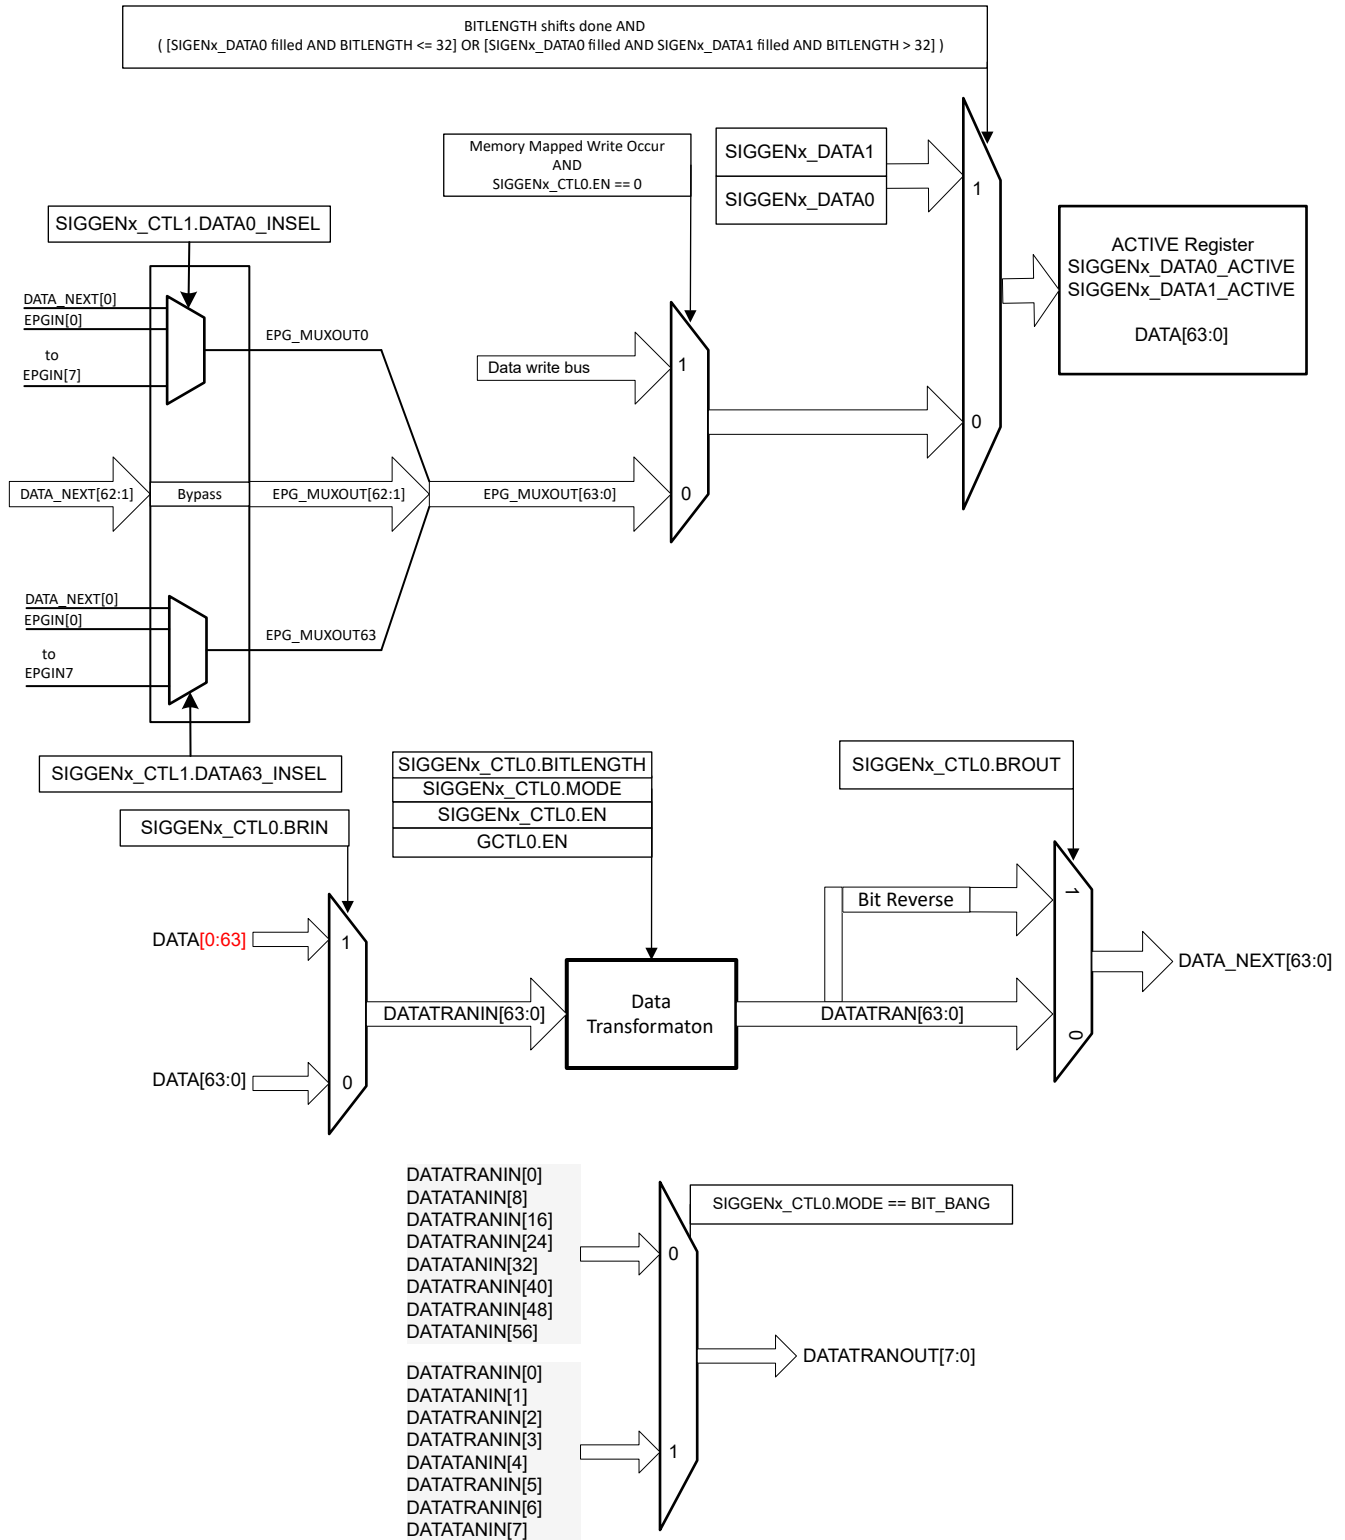 BITLENGTH shifts done AND
( [SIGENx_DATA0 filled AND BITLENGTH <= 32] OR [SIGENx_DATA0 filled AND SIGENx_DATA1 filled AND BITLENGTH > 32] )
Memory Mapped Write Occur
AND
SIGGENx_CTL0.EN == 0
SIGGENx_DATA1
SIGGENx_DATA0
1
0
ACTIVE Register
SIGGENx_DATA0_ACTIVE
SIGGENx_DATA1_ACTIVE
DATA[63:0]
SIGGENx_CTL1.DATA0_INSEL
DATA_NEXT[0]
EPGIN[0]
to
EPGIN[7]
EPG_MUXOUT0
Data write bus
1
0
DATA_NEXT[62:1]
Bypass
EPG_MUXOUT[62:1]
EPG_MUXOUT[63:0]
DATA_NEXT[0]
EPGIN[0]
to
EPGIN7
EPG_MUXOUT63
SIGGENx_CTL1.DATA63_INSEL
SIGGENx_CTL0.BRIN
SIGGENx_CTL0.BITLENGTH
SIGGENx_CTL0.MODE
SIGGENx_CTL0.EN
GCTL0.EN
SIGGENx_CTL0.BROUT
DATA[0:63]
1
DATA[63:0]
0
DATATRANIN[63:0]
Data
Transformaton
Bit Reverse
DATATRAN[63:0]
1
0
DATA_NEXT[63:0]
DATATRANIN[0]
DATATANIN[8]
DATATRANIN[16]
DATATRANIN[24]
DATATANIN[32]
DATATRANIN[40]
DATATRANIN[48]
DATATANIN[56]
SIGGENx_CTL0.MODE == BIT_BANG
0
DATATRANOUT[7:0]
DATATRANIN[0]
DATATANIN[1]
DATATRANIN[2]
DATATRANIN[3]
DATATANIN[4]
DATATRANIN[5]
DATATRANIN[6]
DATATANIN[7]
1